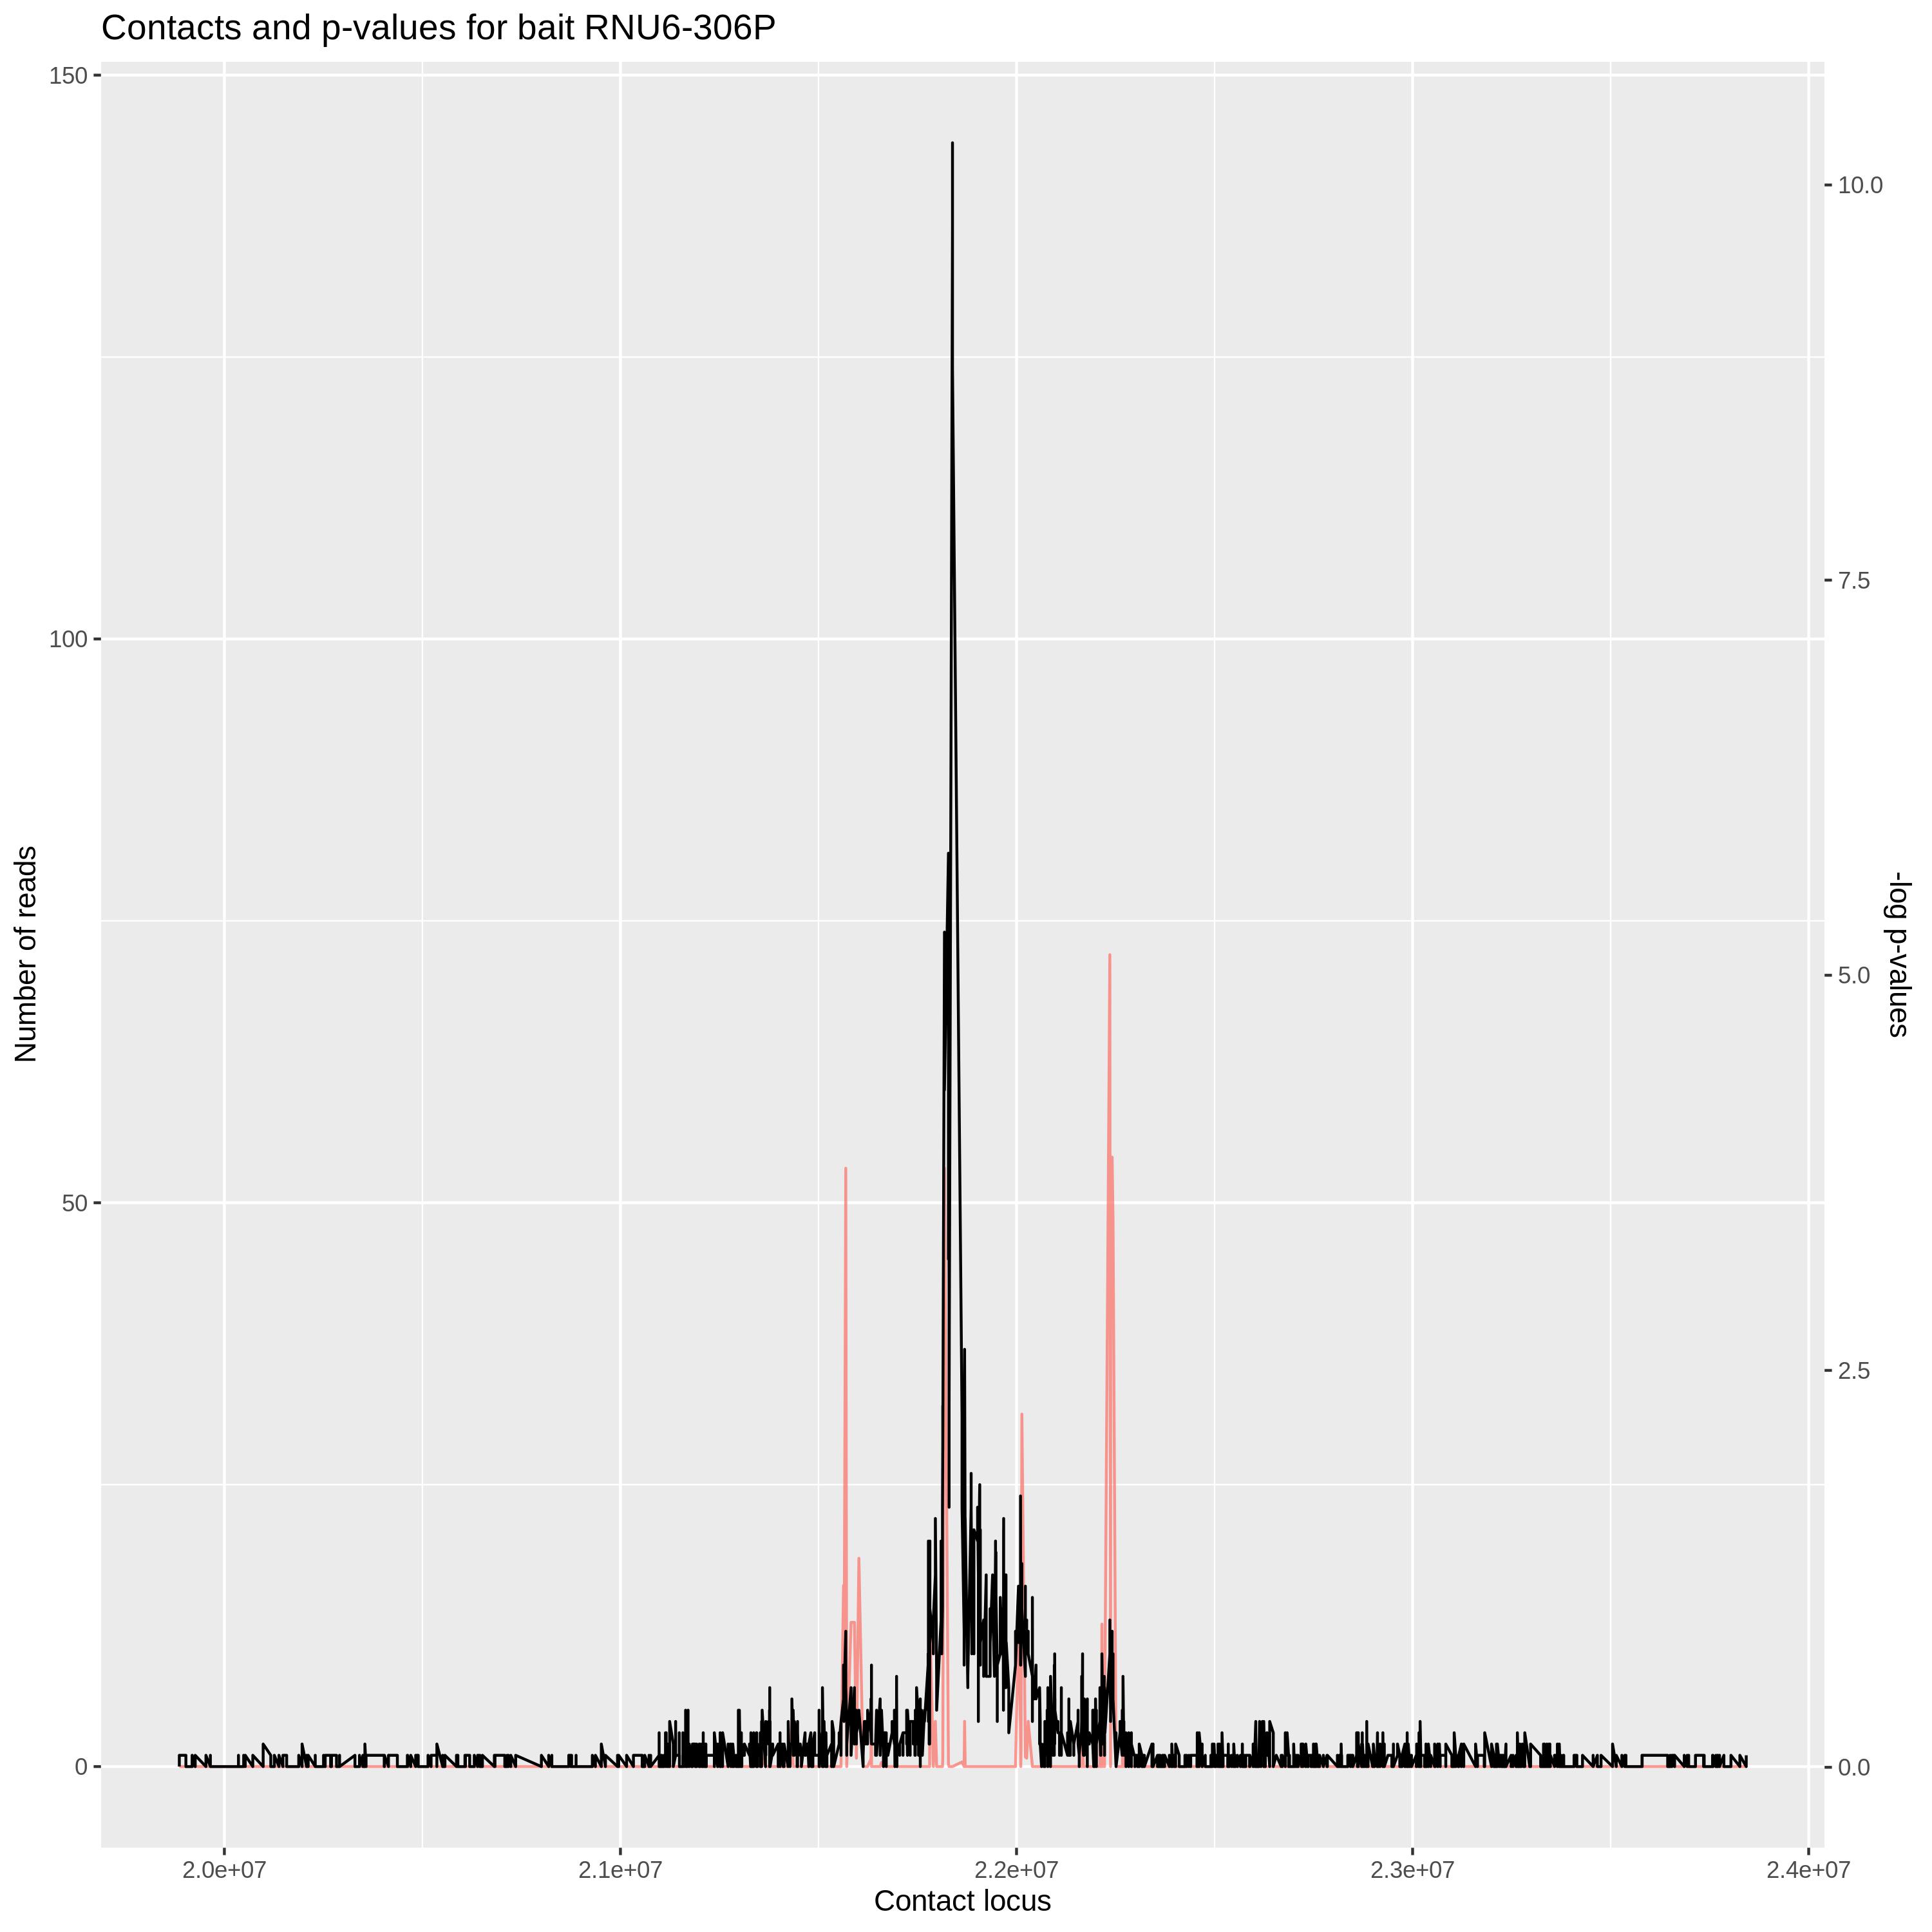 Contacts and p-values for bait RNU6-306P
150
100
50
0
Number of reads
10.0
7.5
5.0
2.5
0.0
-log p-values
2.0e+07
2.1e+07
2.2e+07
2.3e+07
2.4e+07
Contact locus